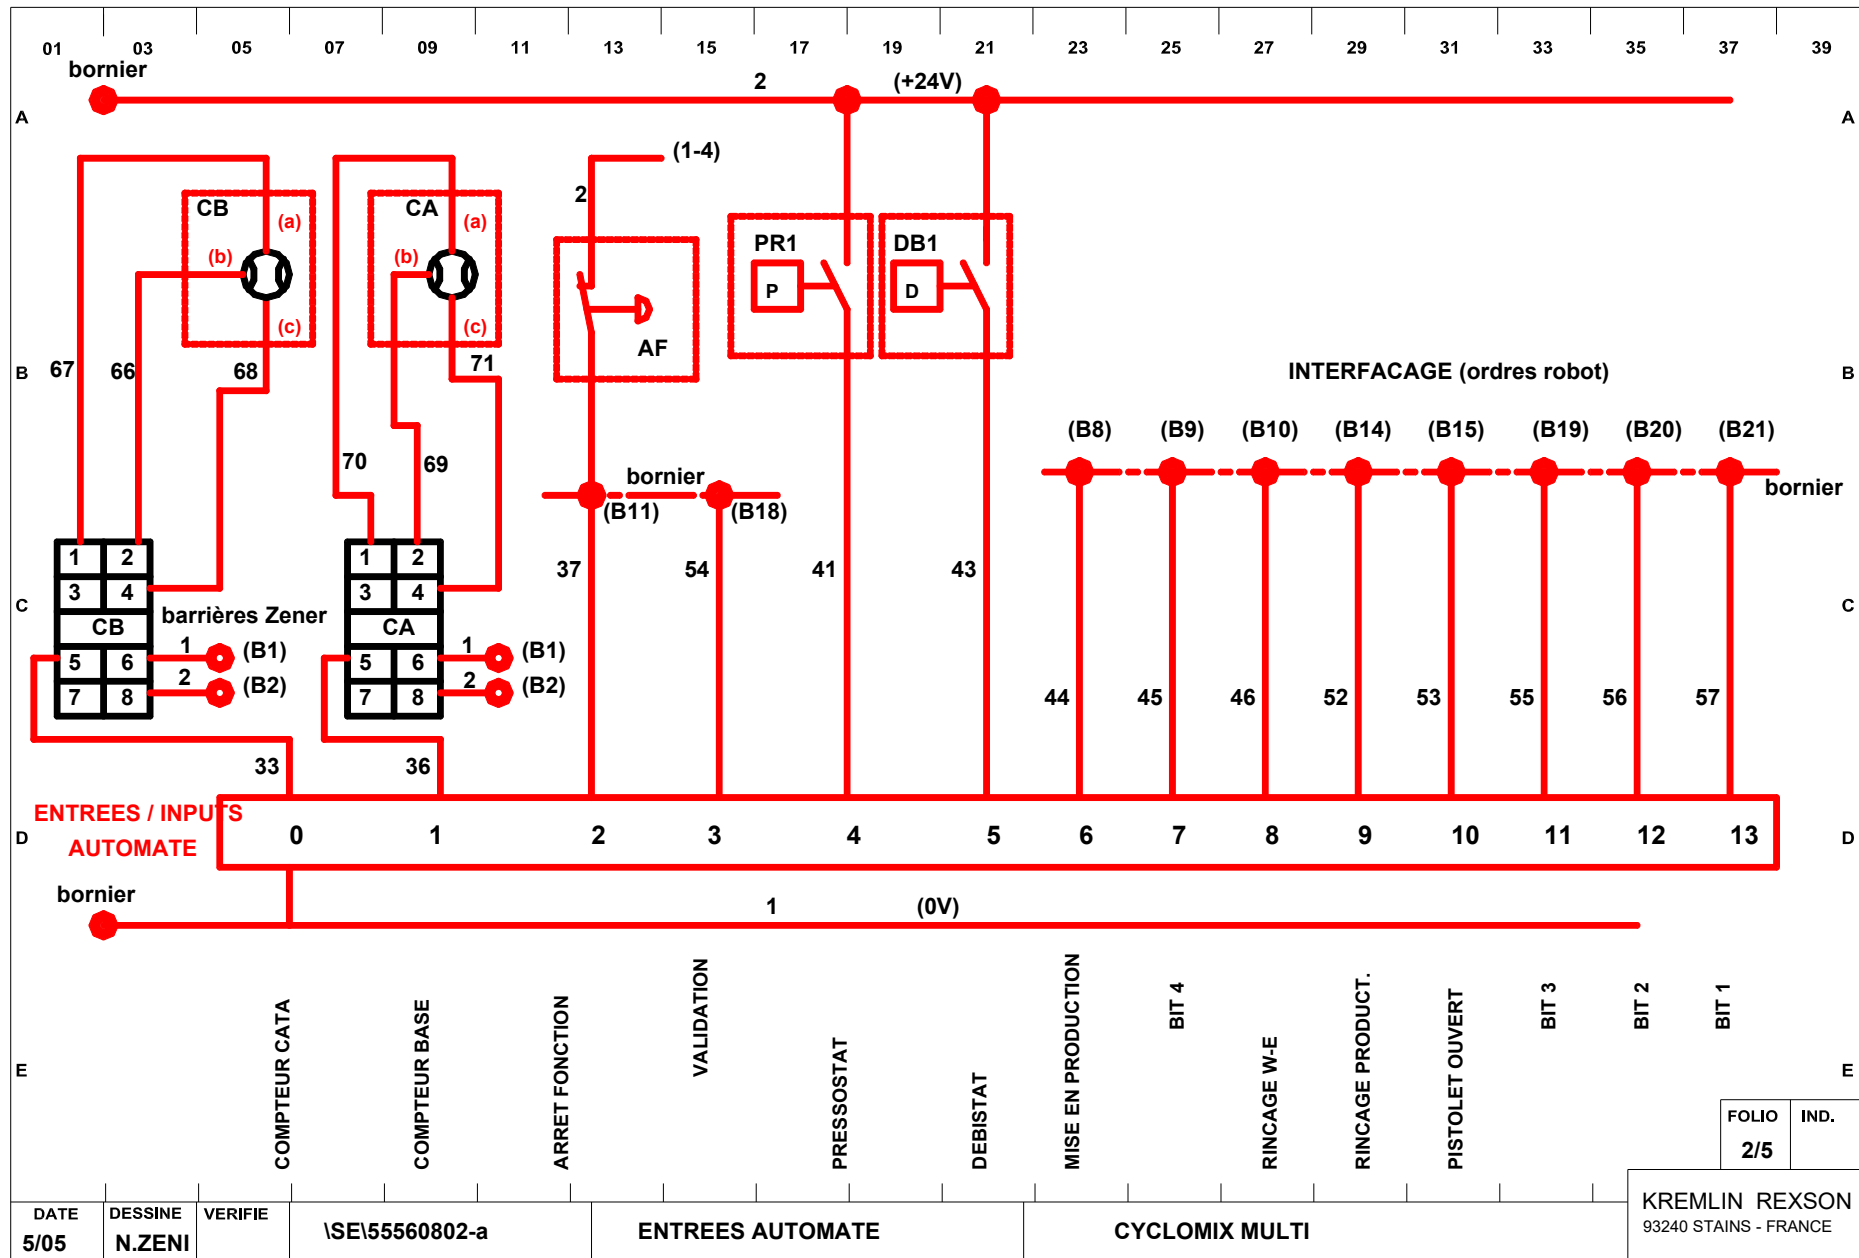 01 03 05 07 09 11 13 15 17 19 21 23 25 27 29 31 33 35 37 39
bornier
2 (+24V)
A A
(1-4)
2
CB (a) (b) (c)
CA (a) (b) (c)
AF
PR1
P
DB1
D
B B
67 66 68 71
INTERFACAGE (ordres robot)
70 69
(B8) (B9) (B10) (B14) (B15) (B19) (B20) (B21)
bornier
bornier
(B11) (B18)
C C
1 2
3 4
CB
5 6
7 8
barrières Zener
1 (B1)
2 (B2)
1 2
3 4
CA
5 6
7 8
1 (B1)
2 (B2)
37 54 41 43
44 45 46 52 53 55 56 57
33 36
ENTREES / INPUTS
AUTOMATE
D D
0 1 2 3 4 5 6 7 8 9 10 11 12 13
bornier
1 (0V)
E E
COMPTEUR CATA
COMPTEUR BASE
ARRET FONCTION
VALIDATION
PRESSOSTAT
DEBISTAT
MISE EN PRODUCTION
BIT 4
RINCAGE W-E
RINCAGE PRODUCT.
PISTOLET OUVERT
BIT 3
BIT 2
BIT 1
FOLIO IND.
2/5
DATE DESSINE VERIFIE
5/05 N.ZENI
\SE\55560802-a
ENTREES AUTOMATE
CYCLOMIX MULTI
KREMLIN REXSON
93240 STAINS - FRANCE